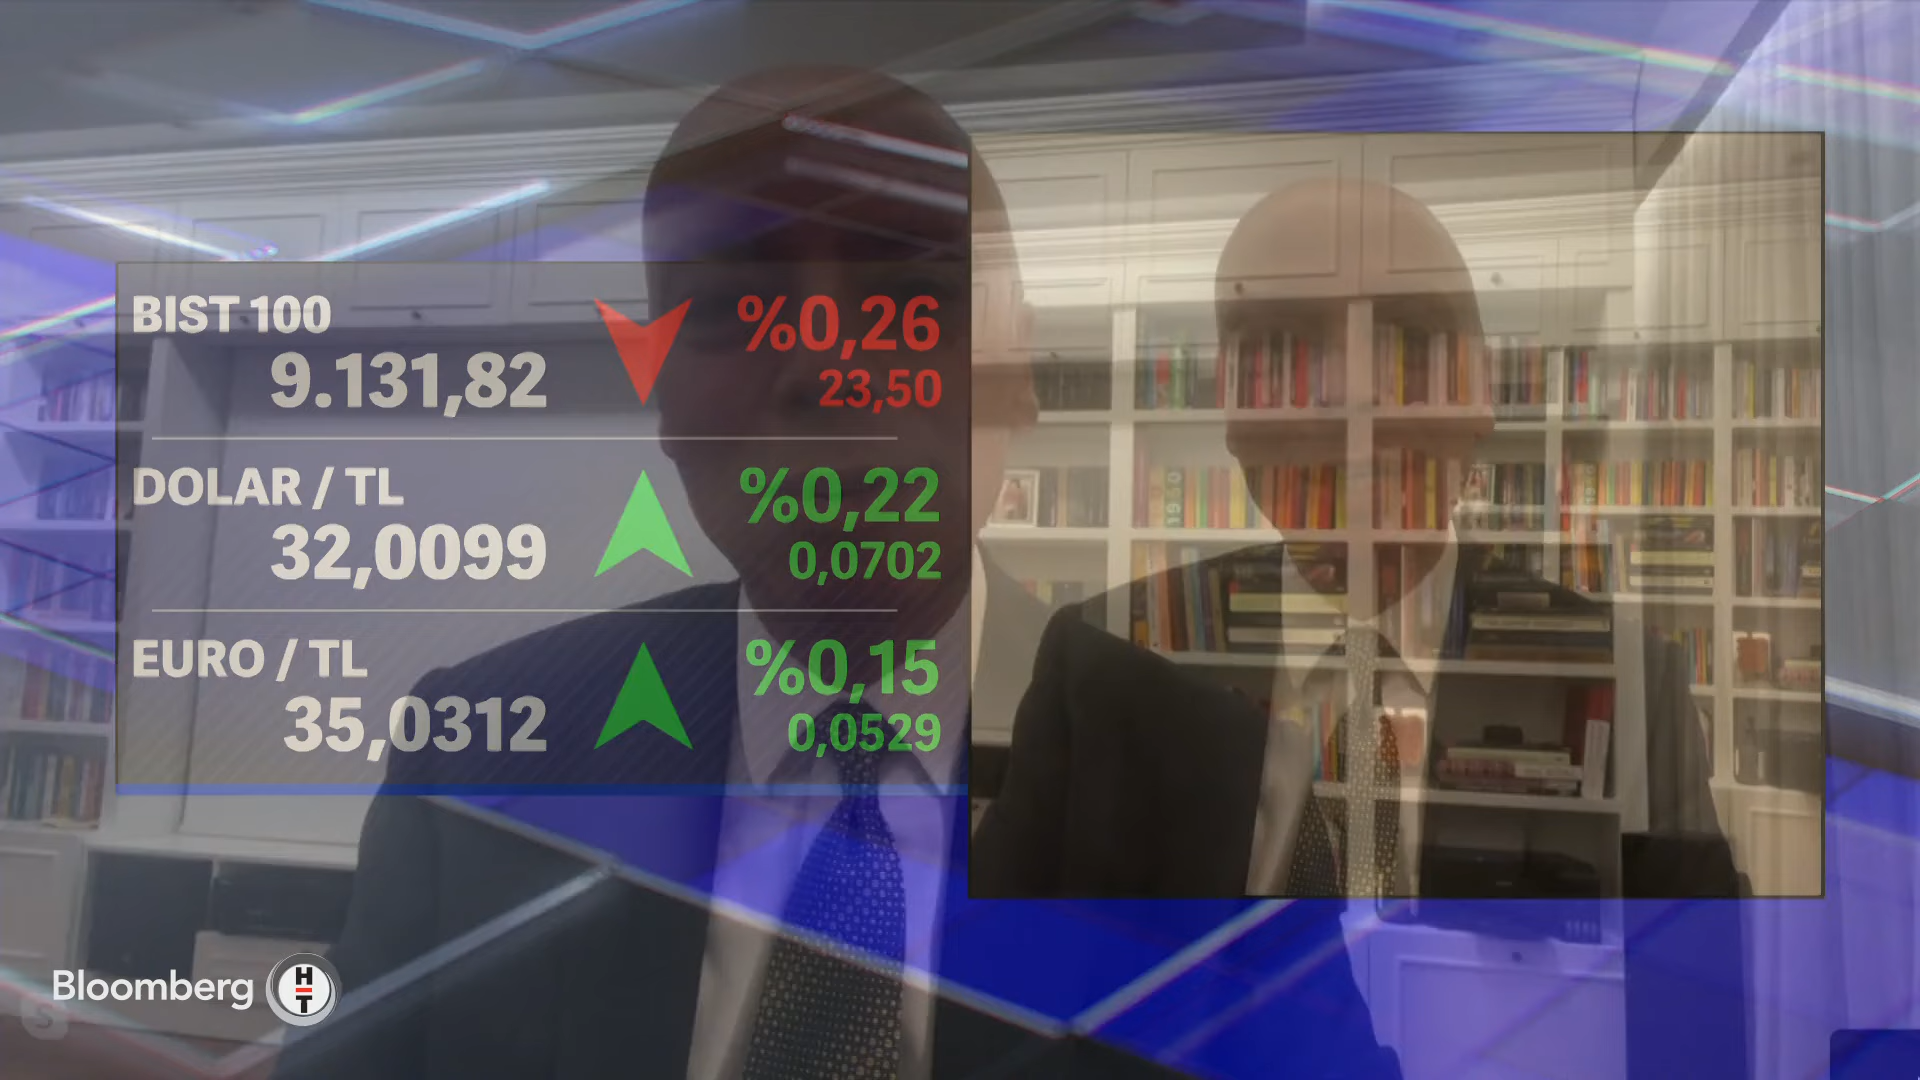 BIST 100
%0,26
9.131,82
23,50
DOLAR / TL
%0,22
32,0099
0,0702
EURO / TL
%0,15
35,0312
0,0529
Bloomberg HT
S